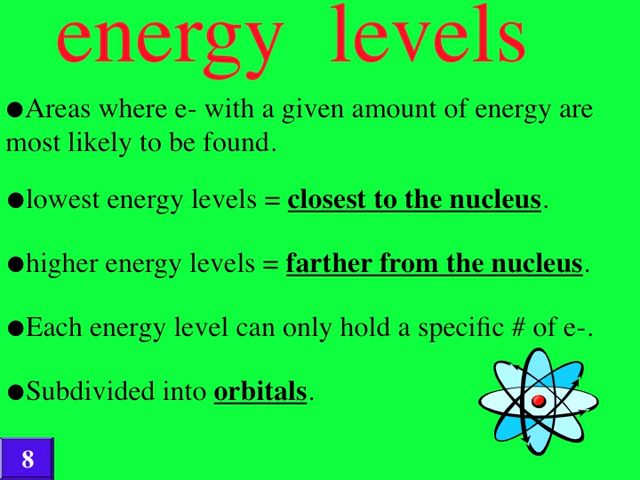 energy levels
●Areas where e- with a given amount of energy are
most likely to be found.
●lowest energy levels = closest to the nucleus.
●higher energy levels = farther from the nucleus.
●Each energy level can only hold a specific # of e-.
●Subdivided into orbitals.
8